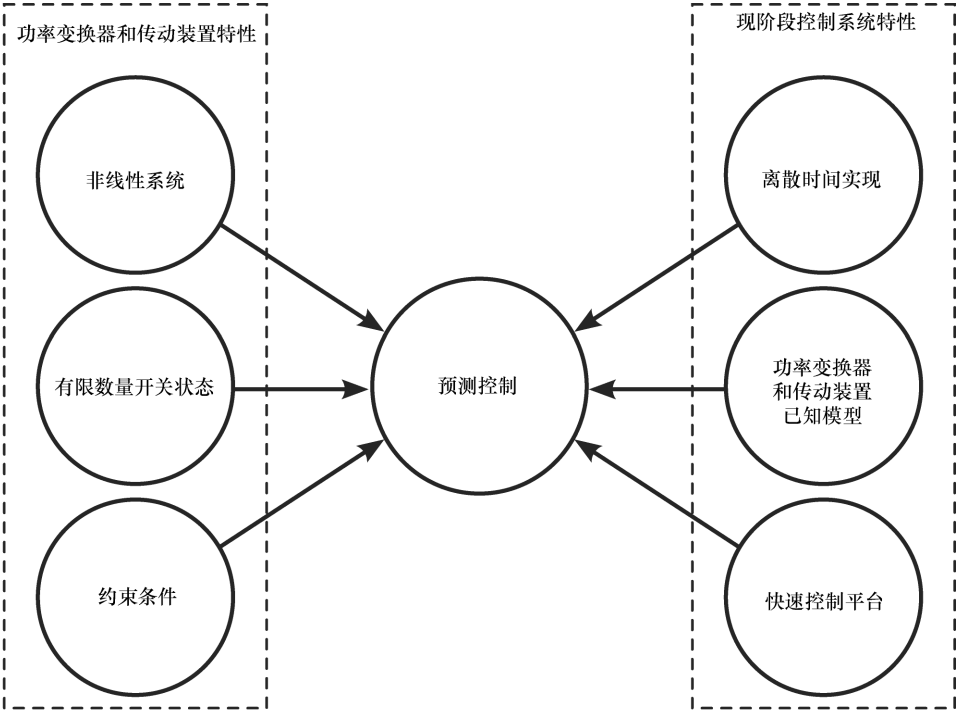 功率变换器和传动装置特性
非线性系统
有限数量开关状态
约束条件
预测控制
现阶段控制系统特性
离散时间实现
功率变换器
和传动装置
已知模型
快速控制平台